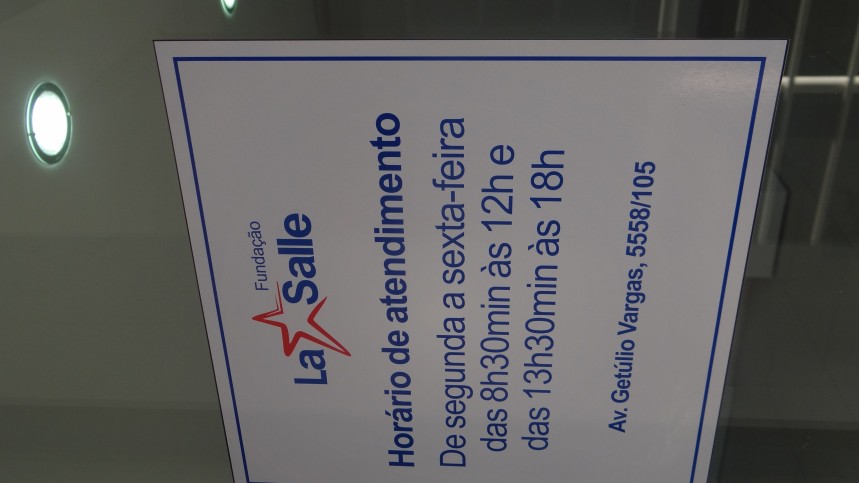 Fundação
La Salle
Horário de atendimento
De segunda a sexta-feira
das 8h30min às 12h e
das 13h30min às 18h
Av. Getúlio Vargas, 5558/105